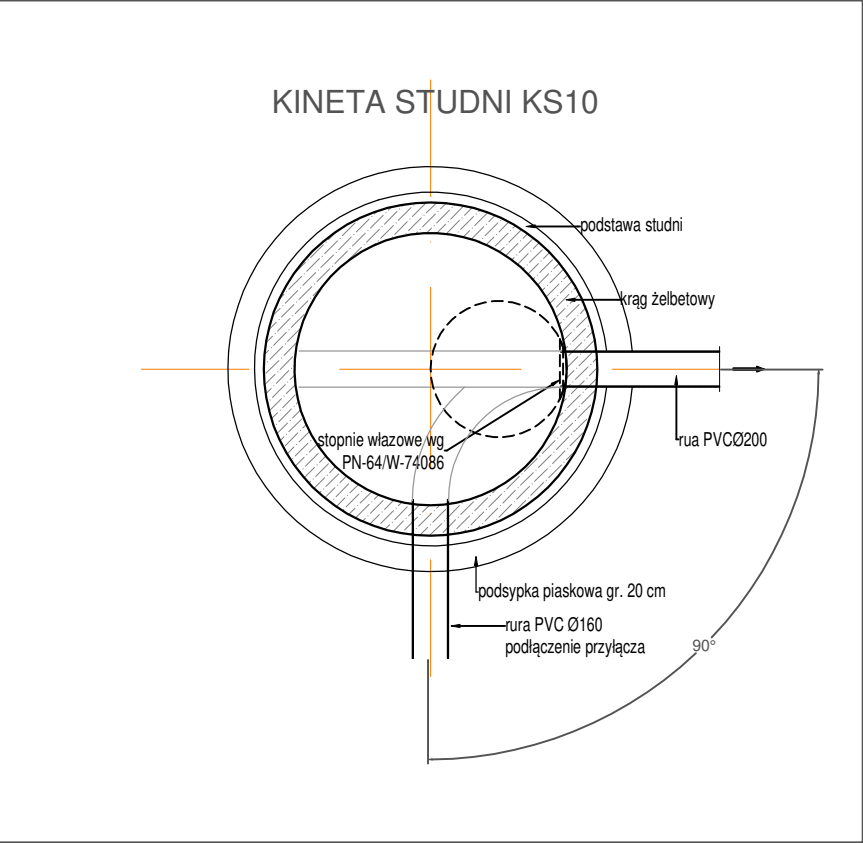 KINETA STUDNI KS10
podstawa studni
krąg żelbetowy
stopnie włazowe wg
PN-64/W-74086
rua PVCØ200
podsypka piaskowa gr. 20 cm
rura PVC Ø160
podłączenie przyłącza
90°